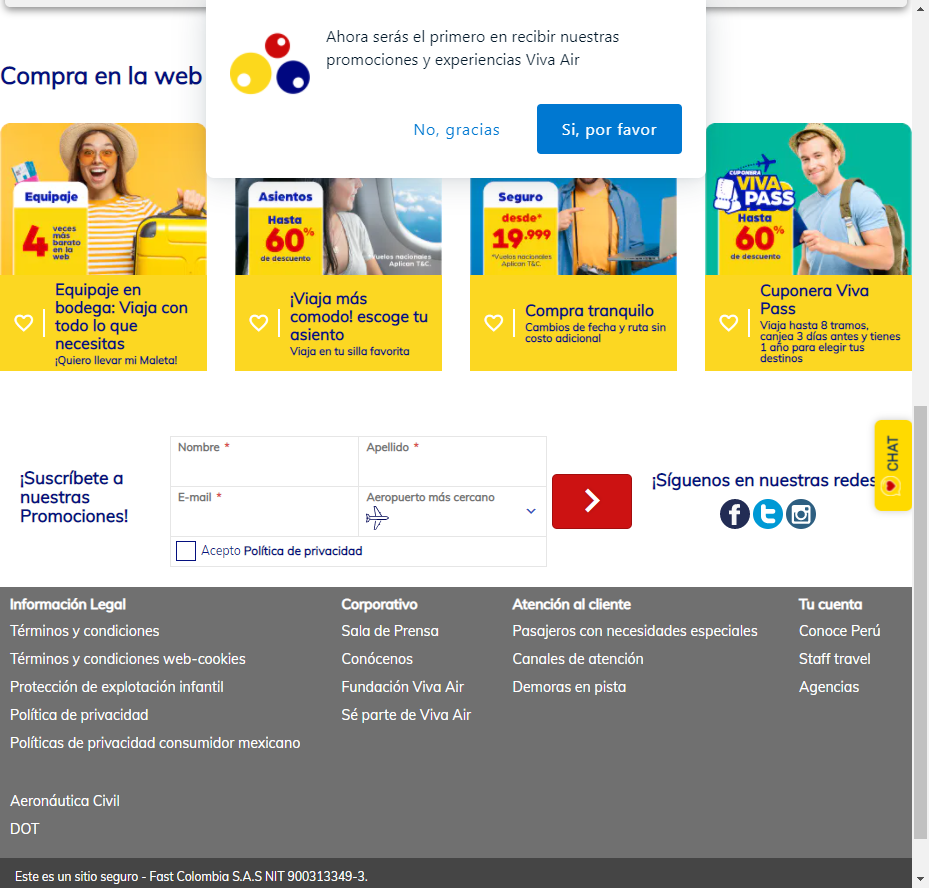 Ahora serás el primero en recibir nuestras
promociones y experiencias Viva Air
No, gracias
Si, por favor
Compra en la web
Equipaje
4 veces
más
barato
en la
web
Equipaje en
bodega: Viaja con
todo lo que
necesitas
¡Quiero llevar mi Maleta!
Asientos
Hasta
60%
de descuento
*Vuelos nacionales
Aplican T&C.
¡Viaja más
comodo! escoge tu
asiento
Viaja en tu silla favorita
Seguro
desde*
19.999
*Vuelos nacionales
Aplican T&C.
Compra tranquilo
Cambios de fecha y ruta sin
costo adicional
CUPONERA
VIVA
PASS
Hasta
60%
de descuento
Cuponera Viva
Pass
Viaja hasta 8 tramos,
canjea 3 días antes y tienes
1 año para elegir tus
destinos
CHAT
¡Suscríbete a
nuestras
Promociones!
Nombre *
Apellido *
E-mail *
Aeropuerto más cercano
Acepto Política de privacidad
¡Síguenos en nuestras redes
Información Legal
Términos y condiciones
Términos y condiciones web-cookies
Protección de explotación infantil
Política de privacidad
Políticas de privacidad consumidor mexicano
Aeronáutica Civil
DOT
Corporativo
Sala de Prensa
Conócenos
Fundación Viva Air
Sé parte de Viva Air
Atención al cliente
Pasajeros con necesidades especiales
Canales de atención
Demoras en pista
Tu cuenta
Conoce Perú
Staff travel
Agencias
Este es un sitio seguro - Fast Colombia S.A.S NIT 900313349-3.